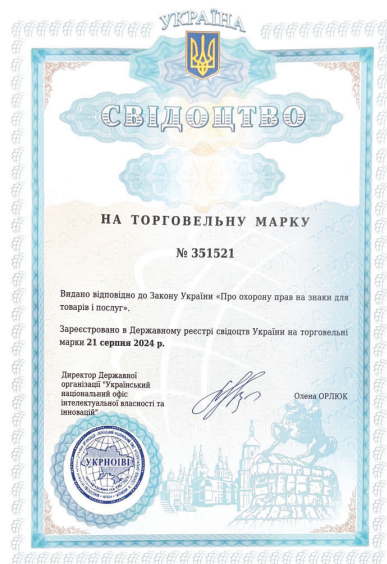 УКРАЇНА
СВІДОЦТВО
НА ТОРГОВЕЛЬНУ МАРКУ
№ 351521
Видано відповідно до Закону України «Про охорону прав на знаки для
товарів і послуг».
Зареєстровано в Державному реєстрі свідоцтв України на торговельні
марки 21 серпня 2024 р.
Директор Державної
організації "Український
національний офіс
інтелектуальної власності та
інновацій"
Олена ОРЛЮК
УКРНОІВІ